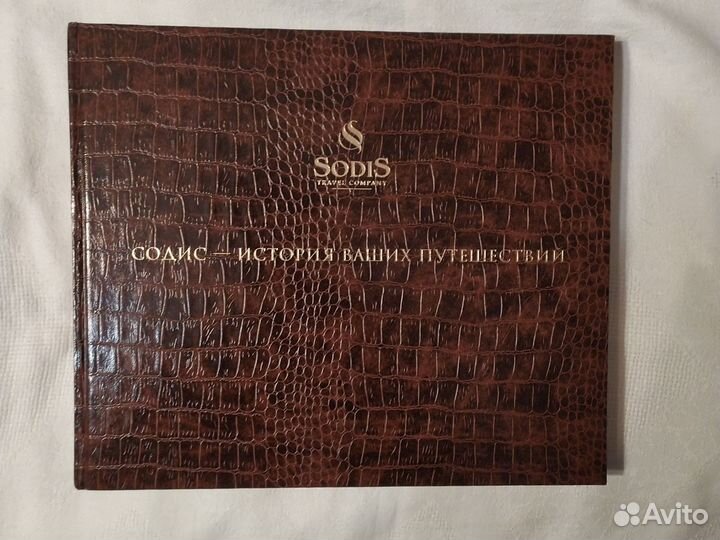 SODIS
TRAVEL COMPANY
СОДИС — ИСТОРИЯ ВАШИХ ПУТЕШЕСТВИЙ
Avito